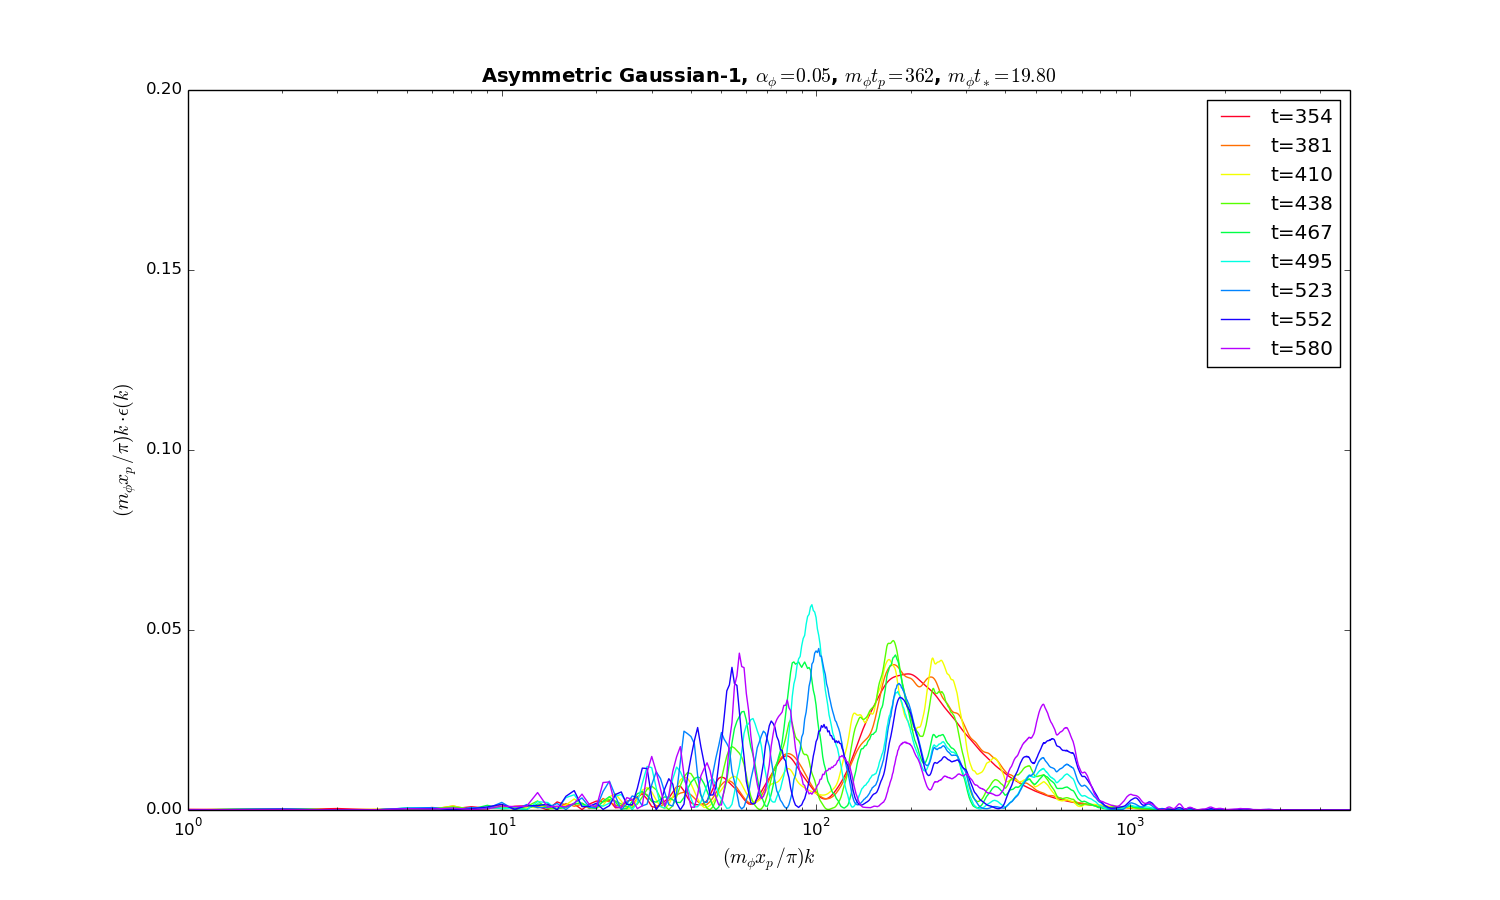 Asymmetric Gaussian-1, α_ϕ=0.05, m_ϕt_p=362, m_ϕt_*=19.80
0.20
0.15
0.10
0.05
0.00
(m_ϕx_p/π)k·ϵ(k)
10^0
10^1
10^2
10^3
(m_ϕx_p/π)k
t=354
t=381
t=410
t=438
t=467
t=495
t=523
t=552
t=580